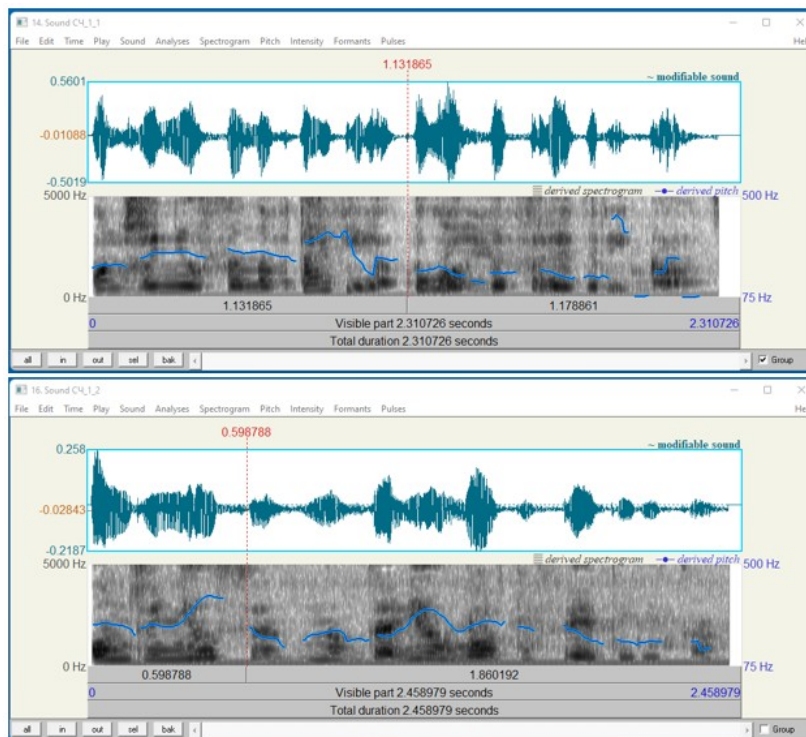 14. Sound СЧ_1_1
File Edit Time Play Sound Analyses Spectrogram Pitch Intensity Formants Pulses Hel
1.131865
0.5601
~ modifiable sound
-0.01088
-0.5019
derived spectrogram derived pitch
5000 Hz
500 Hz
0 Hz
75 Hz
1.131865 1.178861
0 Visible part 2.310726 seconds 2.310726
Total duration 2.310726 seconds
all in out sel bak Group
16. Sound СЧ_1_2
File Edit Time Play Sound Analyses Spectrogram Pitch Intensity Formants Pulses Hel
0.598788
0.258
~ modifiable sound
-0.02843
-0.2187
derived spectrogram derived pitch
5000 Hz
500 Hz
0 Hz
75 Hz
0.598788 1.860192
0 Visible part 2.458979 seconds 2.458979
Total duration 2.458979 seconds
all in out sel bak Group